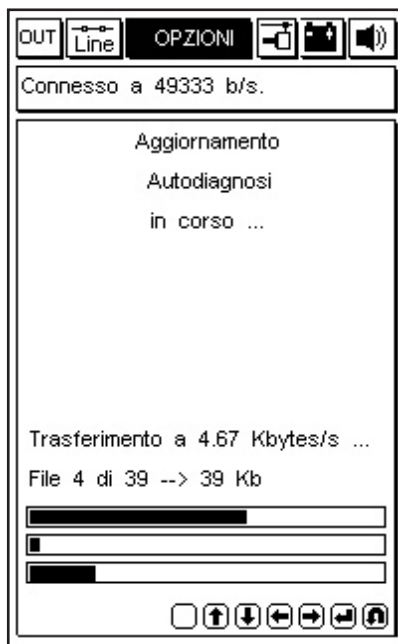 OUT Line OPZIONI
Connesso a 49333 b/s.
Aggiornamento
Autodiagnosi
in corso ...
Trasferimento a 4.67 Kbytes/s ...
File 4 di 39 --> 39 Kb